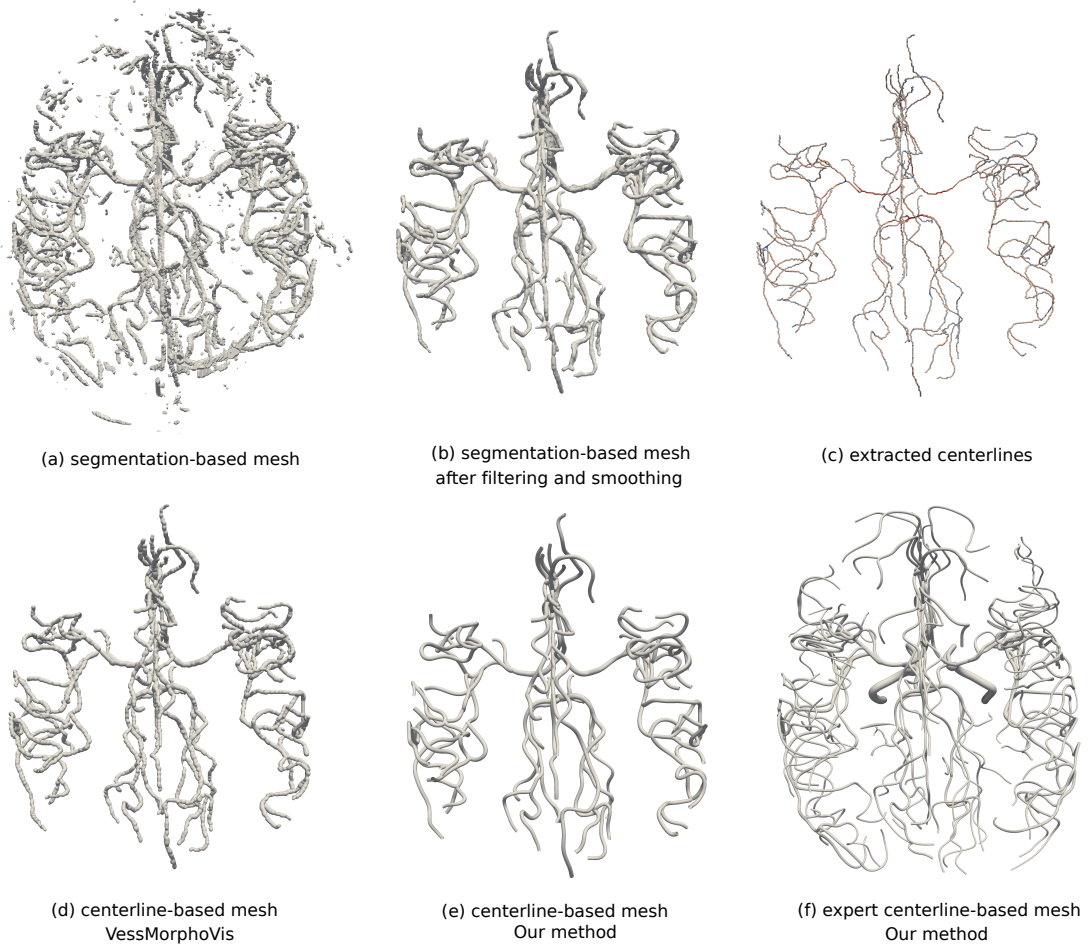 (a) segmentation-based mesh
(b) segmentation-based mesh
after filtering and smoothing
(c) extracted centerlines
(d) centerline-based mesh
VessMorphoVis
(e) centerline-based mesh
Our method
(f) expert centerline-based mesh
Our method